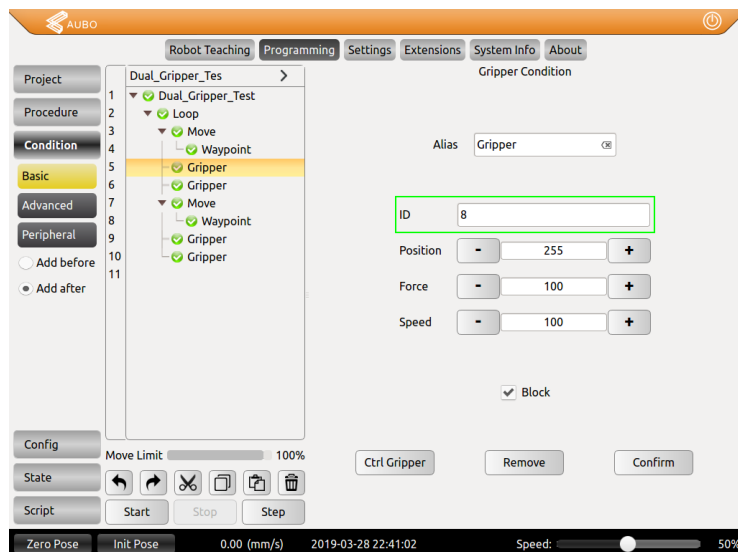 AUBO
Robot Teaching Programming Settings Extensions System Info About
Project
Procedure
Condition
Basic
Advanced
Peripheral
Add before
Add after
Config
State
Script
Dual_Gripper_Tes >
1 Dual_Gripper_Test
2 Loop
3 Move
4 Waypoint
5 Gripper
6 Gripper
7 Move
8 Waypoint
9 Gripper
10 Gripper
11
Move Limit 100%
Start Stop Step
Gripper Condition
Alias Gripper
ID 8
Position - 255 +
Force - 100 +
Speed - 100 +
Block
Ctrl Gripper Remove Confirm
Zero Pose Init Pose 0.00 (mm/s) 2019-03-28 22:41:02 Speed: 50%